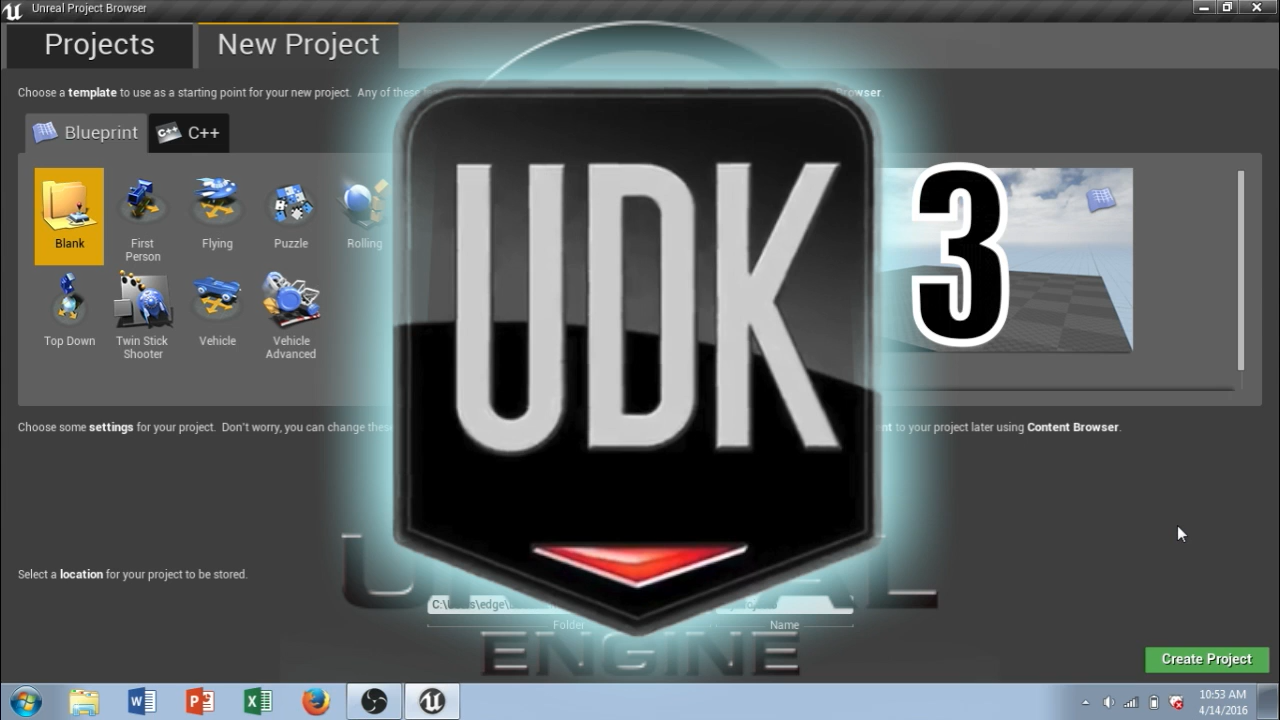 Unreal Project Browser
Projects
New Project
Choose a template to use as a starting point for your new project. Any of these
Browser.
Blueprint
C++
C++
Blank
First
Person
Flying
Puzzle
Rolling
Top Down
Twin Stick
Shooter
Vehicle
Vehicle
Advanced
UDK
3
Choose some settings for your project. Don't worry, you can change these
to your project later using Content Browser.
Select a location for your project to be stored.
Folder
Name
ENGINE
Create Project
10:53 AM
4/14/2016